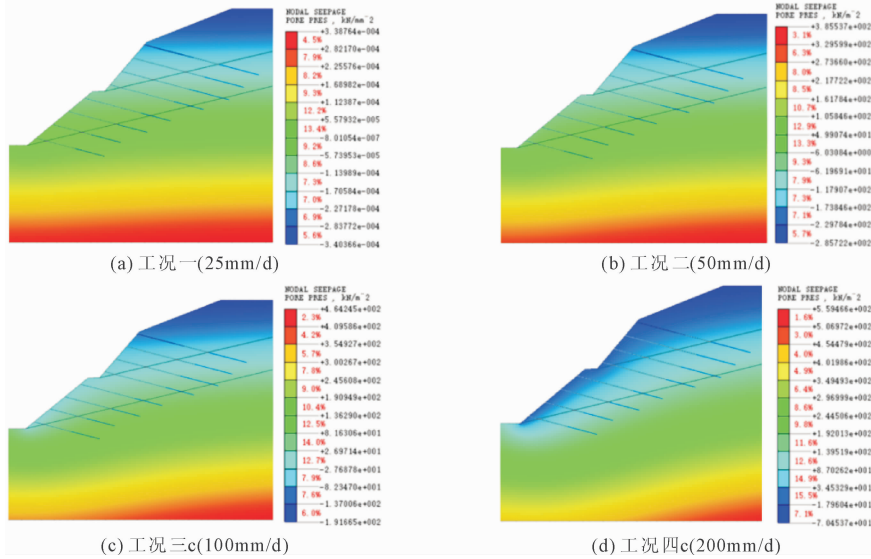 NODAL SEEPAGE
PORE PRES , kN/mm^2
+3.38764e-004
4.5%
+2.82170e-004
7.9%
+2.25576e-004
8.2%
+1.68982e-004
9.3%
+1.12387e-004
12.2%
+5.57932e-005
13.4%
-8.01054e-007
9.2%
-5.73953e-005
8.6%
-1.13989e-004
7.3%
-1.70584e-004
7.0%
-2.27178e-004
6.9%
-2.83772e-004
5.6%
-3.40366e-004
(a) 工况一(25mm/d)
NODAL SEEPAGE
PORE PRES , kN/m^2
+3.85537e+002
3.1%
+3.29599e+002
6.3%
+2.73660e+002
8.0%
+2.17722e+002
8.5%
+1.61784e+002
10.7%
+1.05846e+002
12.9%
+4.99074e+001
13.3%
-6.03084e+000
9.3%
-6.19691e+001
7.9%
-1.17907e+002
7.3%
-1.73846e+002
7.1%
-2.29784e+002
5.7%
-2.85722e+002
(b) 工况二(50mm/d)
NODAL SEEPAGE
PORE PRES , kN/m^2
+4.64245e+002
2.3%
+4.09586e+002
4.2%
+3.54927e+002
5.7%
+3.00267e+002
7.8%
+2.45608e+002
9.0%
+1.90949e+002
10.4%
+1.36290e+002
12.5%
+8.16306e+001
14.0%
+2.69714e+001
12.7%
-2.76878e+001
7.9%
-8.23470e+001
7.6%
-1.37006e+002
6.0%
-1.91665e+002
(c) 工况三c(100mm/d)
NODAL SEEPAGE
PORE PRES , kN/m^2
+5.59466e+002
1.6%
+5.06972e+002
3.0%
+4.54479e+002
4.0%
+4.01986e+002
4.9%
+3.49493e+002
6.4%
+2.96999e+002
8.6%
+2.44506e+002
9.8%
+1.92013e+002
11.6%
+1.39519e+002
12.6%
+8.70262e+001
14.9%
+3.45329e+001
15.5%
-1.79604e+001
7.1%
-7.04537e+001
(d) 工况四c(200mm/d)